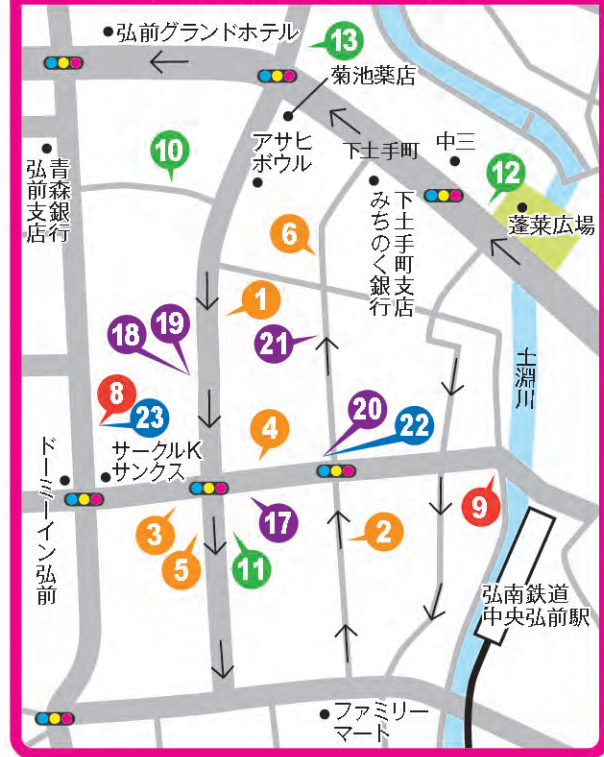 弘前グランドホテル
13
菊池薬店
アサヒ
ボウル
下土手町
中三
12
蓬莱広場
10
青森銀行
弘前支店
6
下土手町支店
みちのく銀行
1
18
19
21
土淵川
8
23
4
20
22
サークルK
サンクス
ドーミーイン弘前
3
5
17
11
2
9
弘南鉄道
中央弘前駅
ファミリー
マート